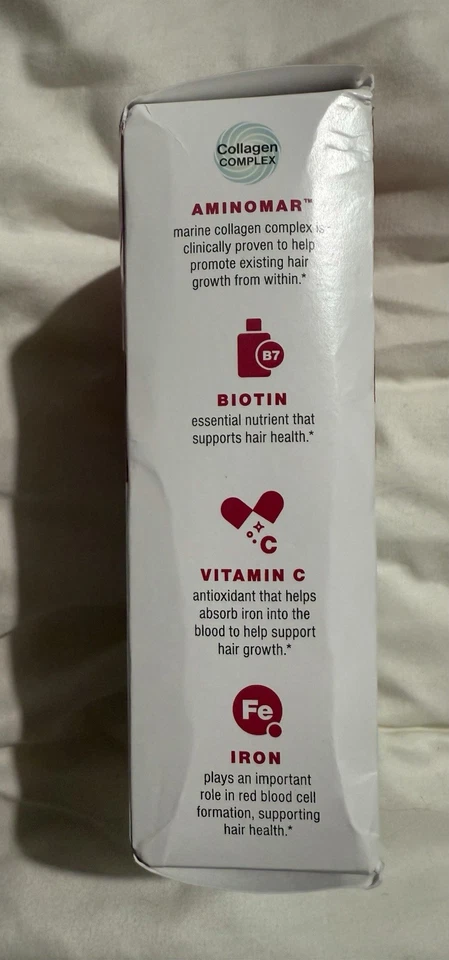 Collagen
COMPLEX
AMINOMAR™
marine collagen complex is
clinically proven to help
promote existing hair
growth from within.*
B7
BIOTIN
essential nutrient that
supports hair health.*
C
VITAMIN C
antioxidant that helps
absorb iron into the
blood to help support
hair growth.*
Fe
IRON
plays an important
role in red blood cell
formation, supporting
hair health.*